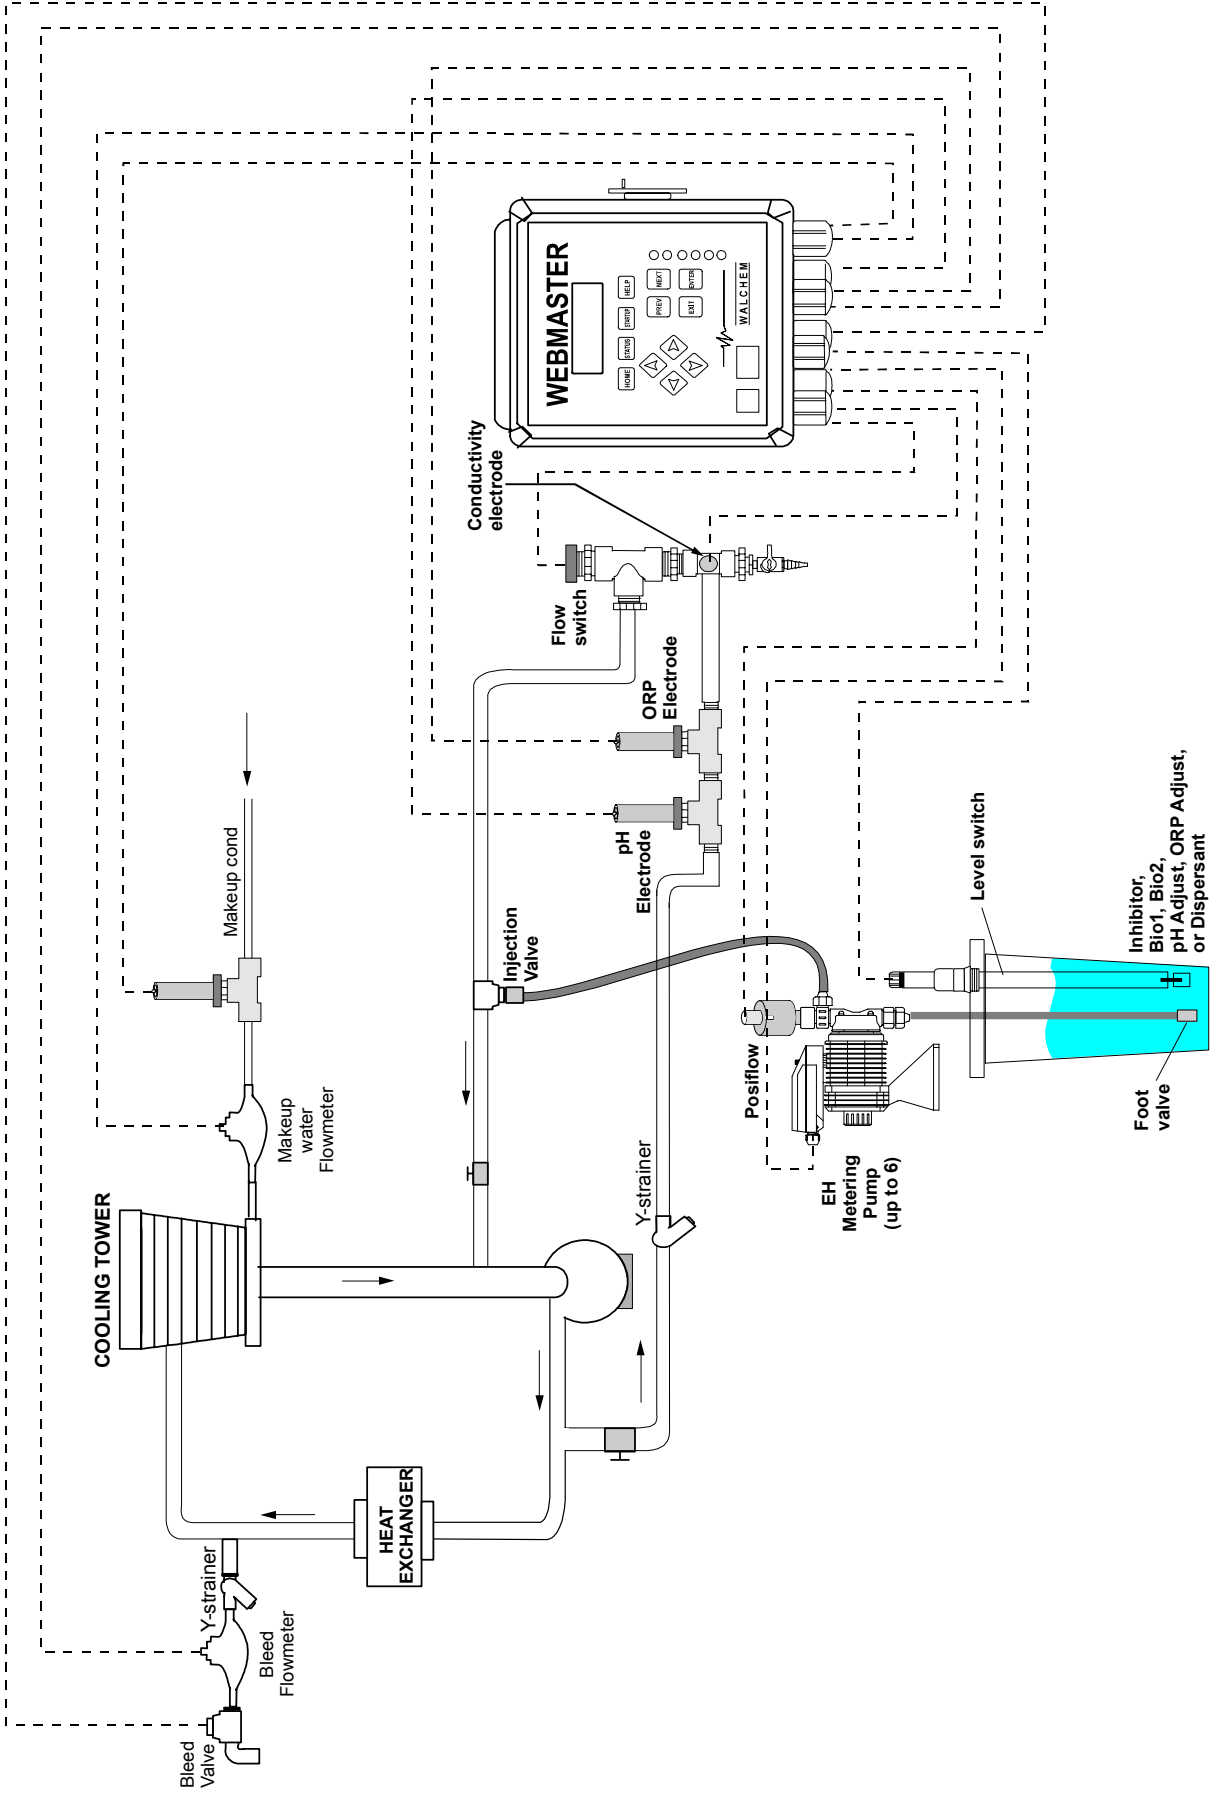 COOLING TOWER
Bleed
Valve
Bleed
Flowmeter
Y-strainer
HEAT
EXCHANGER
Makeup
water
Flowmeter
Makeup cond
Y-strainer
Injection
Valve
pH
Electrode
ORP
Electrode
Flow
switch
Conductivity
electrode
WEBMASTER
HOME
STATUS
STARTUP
HELP
PREV
NEXT
EXIT
ENTER
WALCHEM
EH
Metering
Pump
(up to 6)
Posiflow
Foot
valve
Level switch
Inhibitor,
Bio1, Bio2,
pH Adjust, ORP Adjust,
or Dispersant